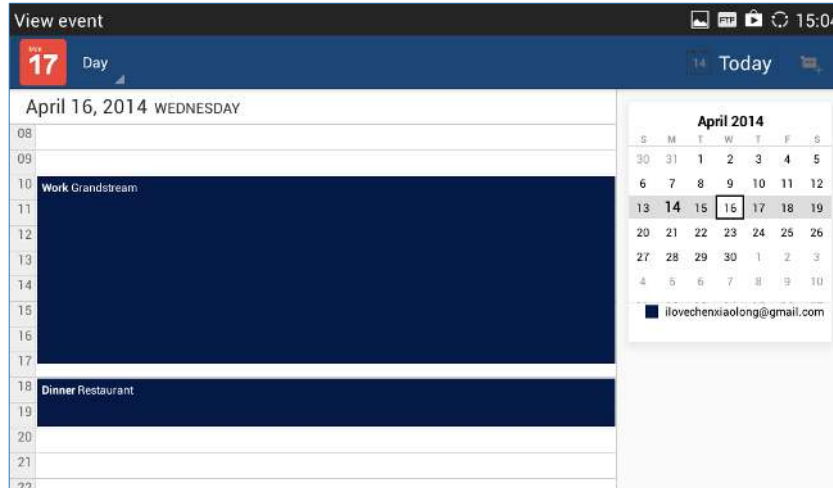 View event
FTP
15:04
17
Day
14
Today
April 16, 2014 WEDNESDAY
08
09
10 Work Grandstream
11
12
13
14
15
16
17
18 Dinner Restaurant
19
20
21
22
April 2014
S M T W T F S
30 31 1 2 3 4 5
6 7 8 9 10 11 12
13 14 15 16 17 18 19
20 21 22 23 24 25 26
27 28 29 30 1 2 3
4 5 6 7 8 9 10
ilovechenxiaolong@gmail.com